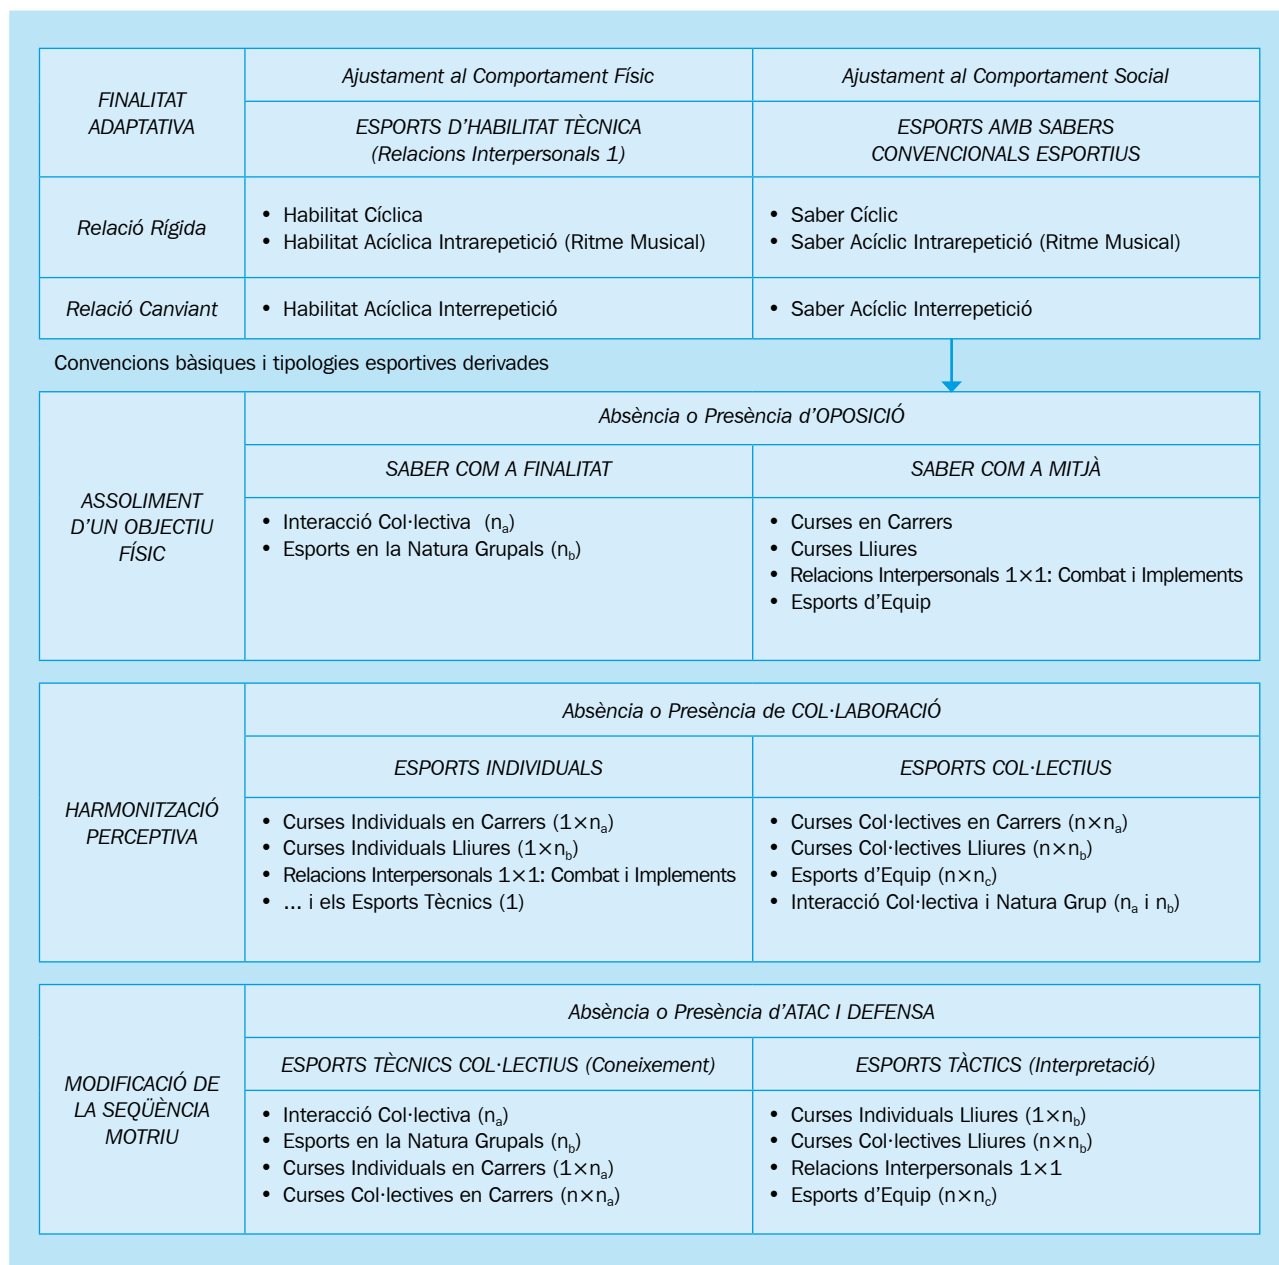 FINALITAT
ADAPTATIVA
Ajustament al Comportament Físic
Ajustament al Comportament Social
ESPORTS D’HABILITAT TÈCNICA
(Relacions Interpersonals 1)
ESPORTS AMB SABERS
CONVENCIONALS ESPORTIUS
Relació Rígida
• Habilitat Cíclica
• Habilitat Acíclica Intrarepetició (Ritme Musical)
• Saber Cíclic
• Saber Acíclic Intrarepetició (Ritme Musical)
Relació Canviant
• Habilitat Acíclica Interrepetició
• Saber Acíclic Interrepetició
Convencions bàsiques i tipologies esportives derivades
ASSOLIMENT
D’UN OBJECTIU
FÍSIC
Absència o Presència d’OPOSICIÓ
SABER COM A FINALITAT
SABER COM A MITJÀ
• Interacció Col·lectiva (nₐ)
• Esports en la Natura Grupals (n_b)
• Curses en Carrers
• Curses Lliures
• Relacions Interpersonals 1×1: Combat i Implements
• Esports d’Equip
HARMONITZACIÓ
PERCEPTIVA
Absència o Presència de COL·LABORACIÓ
ESPORTS INDIVIDUALS
ESPORTS COL·LECTIUS
• Curses Individuals en Carrers (1×nₐ)
• Curses Individuals Lliures (1×n_b)
• Relacions Interpersonals 1×1: Combat i Implements
• ... i els Esports Tècnics (1)
• Curses Col·lectives en Carrers (n×nₐ)
• Curses Col·lectives Lliures (n×n_b)
• Esports d’Equip (n×n_c)
• Interacció Col·lectiva i Natura Grup (nₐ i n_b)
MODIFICACIÓ DE
LA SEQÜÈNCIA
MOTRIU
Absència o Presència d’ATAC I DEFENSA
ESPORTS TÈCNICS COL·LECTIUS (Coneixement)
ESPORTS TÀCTICS (Interpretació)
• Interacció Col·lectiva (nₐ)
• Esports en la Natura Grupals (n_b)
• Curses Individuals en Carrers (1×nₐ)
• Curses Col·lectives en Carrers (n×nₐ)
• Curses Individuals Lliures (1×n_b)
• Curses Col·lectives Lliures (n×n_b)
• Relacions Interpersonals 1×1
• Esports d’Equip (n×n_c)